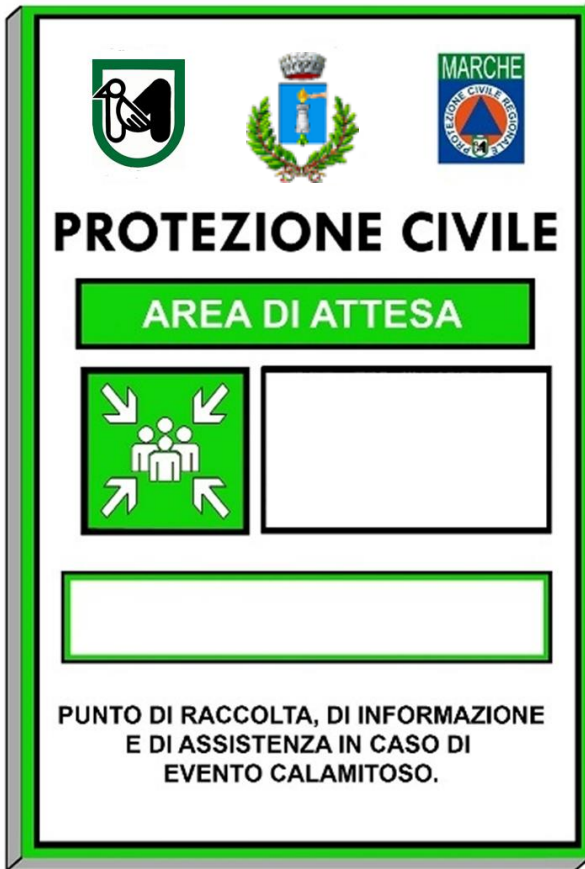 MARCHE
PROTEZIONE CIVILE REGIONALE
PROTEZIONE CIVILE
AREA DI ATTESA
PUNTO DI RACCOLTA, DI INFORMAZIONE
E DI ASSISTENZA IN CASO DI
EVENTO CALAMITOSO.